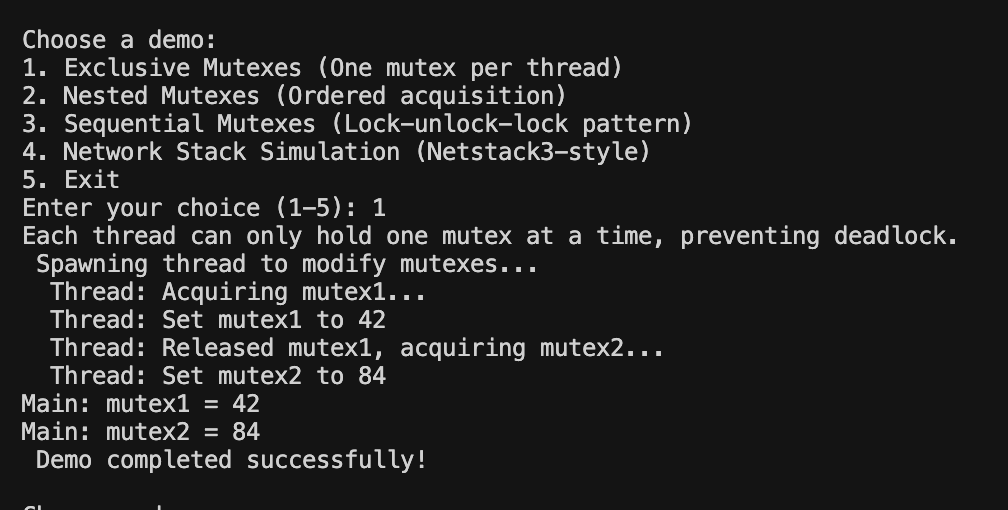 Choose a demo:
1. Exclusive Mutexes (One mutex per thread)
2. Nested Mutexes (Ordered acquisition)
3. Sequential Mutexes (Lock-unlock-lock pattern)
4. Network Stack Simulation (Netstack3-style)
5. Exit
Enter your choice (1-5): 1
Each thread can only hold one mutex at a time, preventing deadlock.
Spawning thread to modify mutexes...
Thread: Acquiring mutex1...
Thread: Set mutex1 to 42
Thread: Released mutex1, acquiring mutex2...
Thread: Set mutex2 to 84
Main: mutex1 = 42
Main: mutex2 = 84
Demo completed successfully!